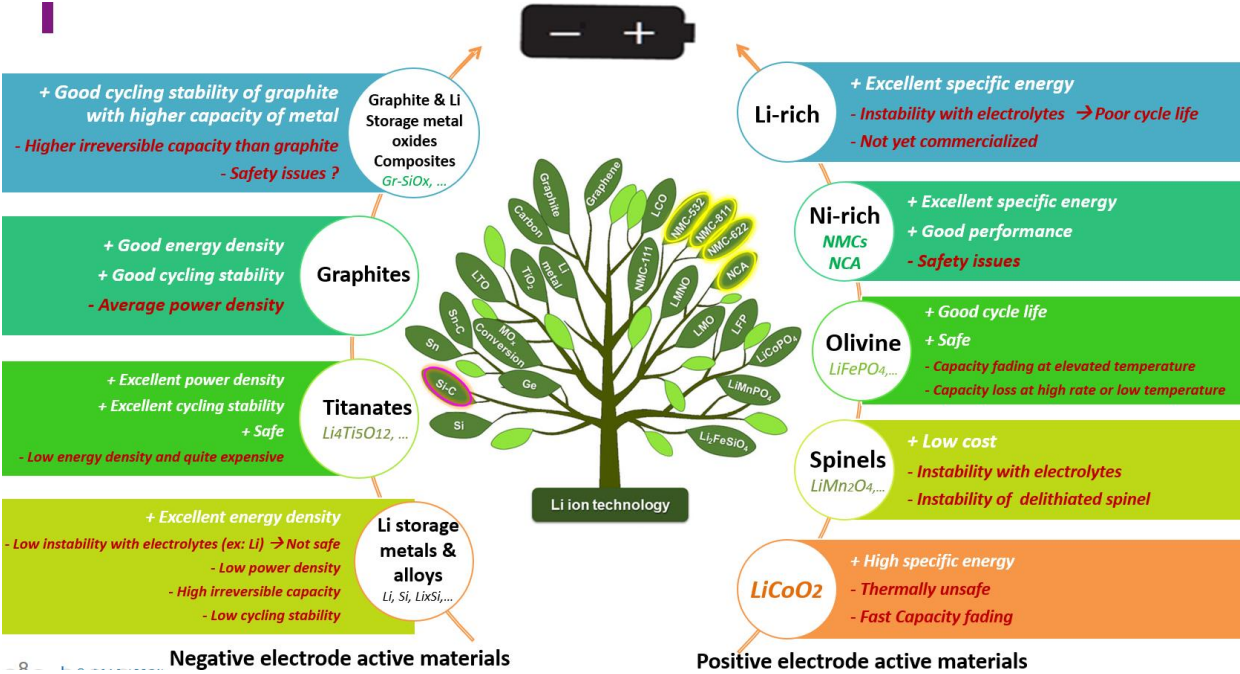 − +
+ Good cycling stability of graphite
with higher capacity of metal
- Higher irreversible capacity than graphite
- Safety issues ?
Graphite & Li
Storage metal
oxides
Composites
Gr-SiOx, ...
+ Good energy density
+ Good cycling stability
- Average power density
Graphites
+ Excellent power density
+ Excellent cycling stability
+ Safe
- Low energy density and quite expensive
Titanates
Li4Ti5O12, ...
+ Excellent energy density
- Low instability with electrolytes (ex: Li) → Not safe
- Low power density
- High irreversible capacity
- Low cycling stability
Li storage
metals &
alloys
Li, Si, LixSi,...
Negative electrode active materials
Graphite
Graphene
Carbon
LTO
TiO₂
Li
metal
Sn-C
Sn
MOₓ
Conversion
Si-C
Ge
Si
LCO
NMC-532
NMC-811
NMC-622
NCA
NMC-111
LMNO
LMO
LFP
LiCoPO₄
LiMnPO₄
Li₂FeSiO₄
Li ion technology
Li-rich
+ Excellent specific energy
- Instability with electrolytes → Poor cycle life
- Not yet commercialized
Ni-rich
NMCs
NCA
+ Excellent specific energy
+ Good performance
- Safety issues
Olivine
LiFePO4,...
+ Good cycle life
+ Safe
- Capacity fading at elevated temperature
- Capacity loss at high rate or low temperature
Spinels
LiMn2O4,...
+ Low cost
- Instability with electrolytes
- Instability of delithiated spinel
LiCoO2
+ High specific energy
- Thermally unsafe
- Fast Capacity fading
Positive electrode active materials